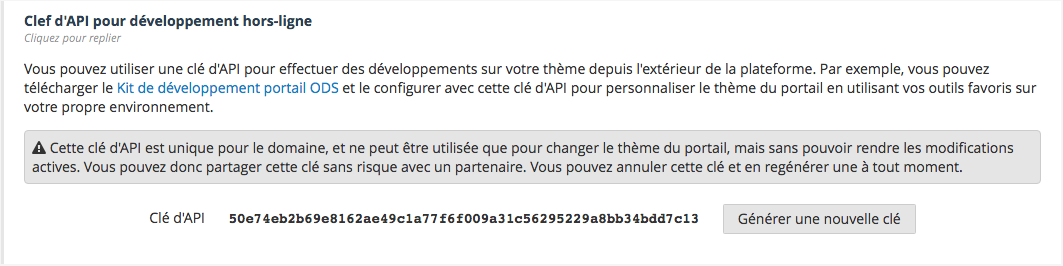 Clef d'API pour développement hors-ligne
Cliquez pour replier
Vous pouvez utiliser une clé d'API pour effectuer des développements sur votre thème depuis l'extérieur de la plateforme. Par exemple, vous pouvez
télécharger le Kit de développement portail ODS et le configurer avec cette clé d'API pour personnaliser le thème du portail en utilisant vos outils favoris sur
votre propre environnement.
Cette clé d'API est unique pour le domaine, et ne peut être utilisée que pour changer le thème du portail, mais sans pouvoir rendre les modifications
actives. Vous pouvez donc partager cette clé sans risque avec un partenaire. Vous pouvez annuler cette clé et en regénérer une à tout moment.
Clé d'API 50e74eb2b69e8162ae49c1a77f6f009a31c56295229a8bb34bdd7c13 Générer une nouvelle clé